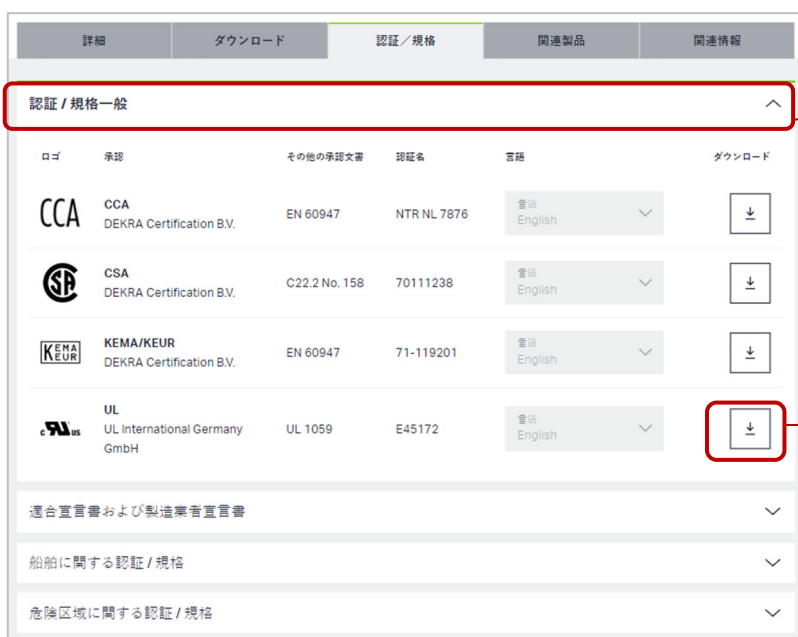 詳細 ダウンロード 認証／規格 関連製品 関連情報
認証 / 規格一般
ロゴ 承認 その他の承認文書 認証名 言語 ダウンロード
CCA CCA DEKRA Certification B.V. EN 60947 NTR NL 7876 言語 English
SA CSA DEKRA Certification B.V. C22.2 No. 158 70111238 言語 English
KEMA EUR KEMA/KEUR DEKRA Certification B.V. EN 60947 71-119201 言語 English
c RU us UL UL International Germany GmbH UL 1059 E45172 言語 English
適合宣言書および製造業者宣言書
船舶に関する認証 / 規格
危険区域に関する認証 / 規格